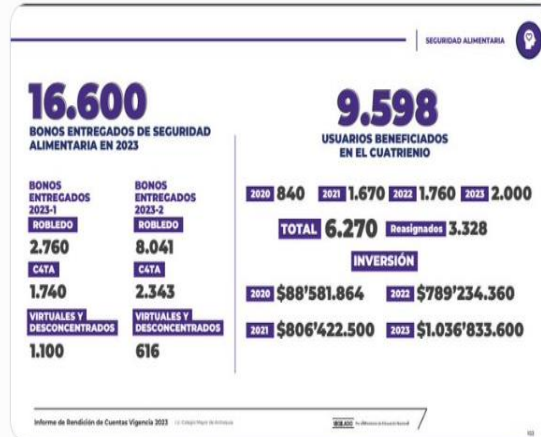 SEGURIDAD ALIMENTARIA
16.600
BONOS ENTREGADOS DE SEGURIDAD
ALIMENTARIA EN 2023
BONOS
ENTREGADOS
2023-1
ROBLEDO
2.760
C4TA
1.740
VIRTUALES Y
DESCONCENTRADOS
1.100
BONOS
ENTREGADOS
2023-2
ROBLEDO
8.041
C4TA
2.343
VIRTUALES Y
DESCONCENTRADOS
616
9.598
USUARIOS BENEFICIADOS
EN EL CUATRIENIO
2020 840 2021 1.670 2022 1.760 2023 2.000
TOTAL 6.270 Reasignados 3.328
INVERSIÓN
2020 $88'581.864 2022 $789'234.360
2021 $806'422.500 2023 $1.036'833.600
Informe de Rendición de Cuentas Vigencia 2023 I.U. Colegio Mayor de Antioquia